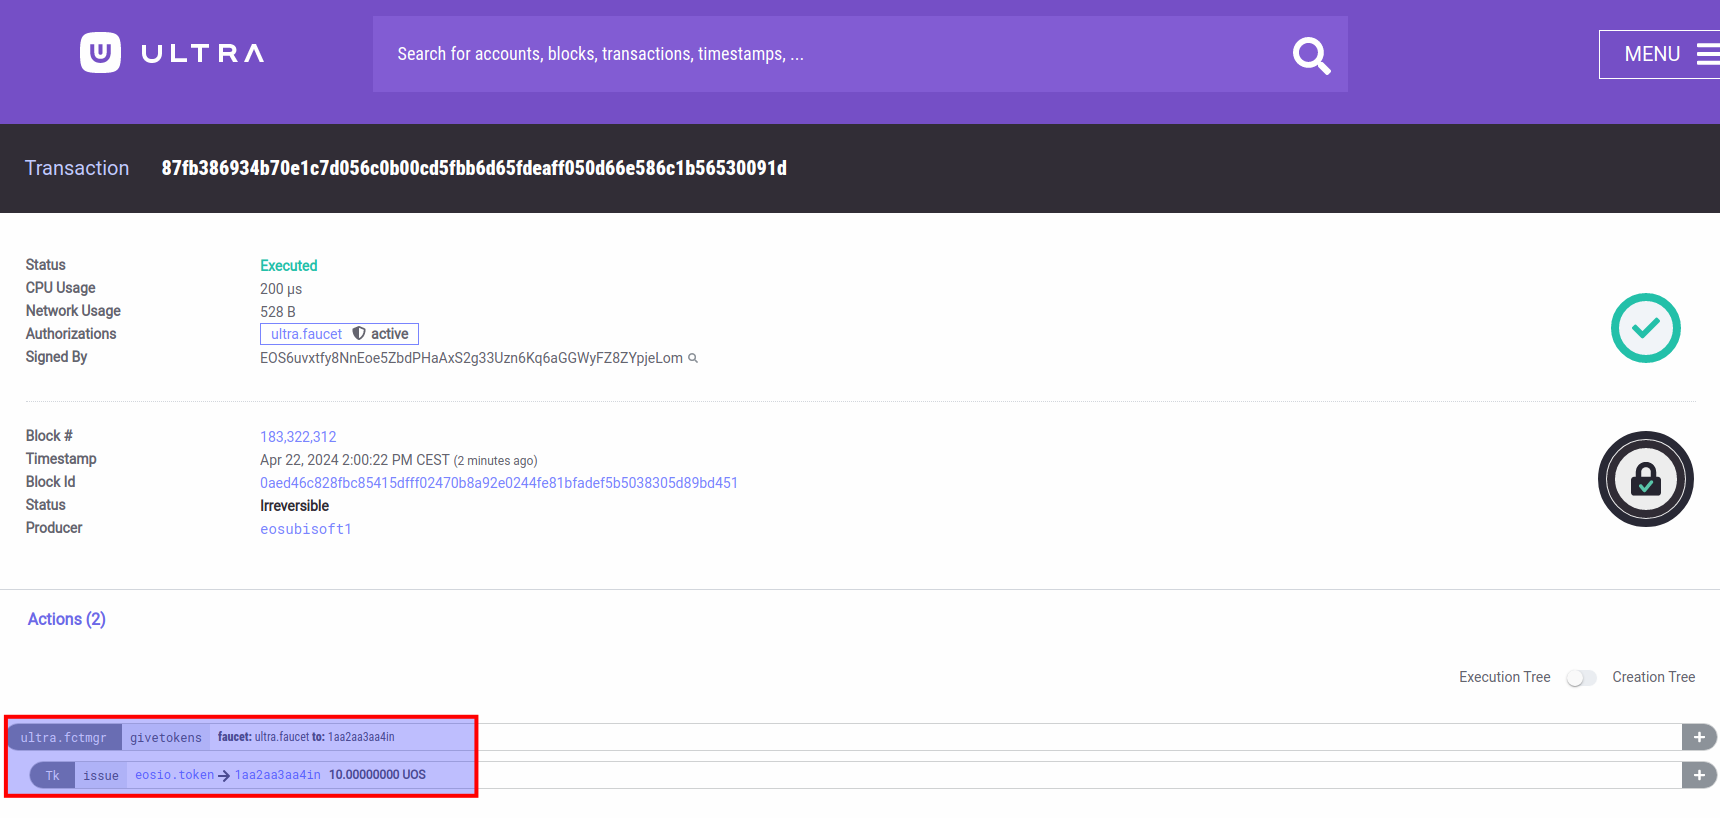 ULTRA
Search for accounts, blocks, transactions, timestamps, ...
MENU
Transaction 87fb386934b70e1c7d056c0b00cd5fbb6d65fdeaff050d66e586c1b56530091d
Status Executed
CPU Usage 200 µs
Network Usage 528 B
Authorizations ultra.faucet active
Signed By EOS6uvxtfy8NnEoe5ZbdPHaAxS2g33Uzn6Kq6aGGWyFZ8ZYpjeLom
Block # 183,322,312
Timestamp Apr 22, 2024 2:00:22 PM CEST (2 minutes ago)
Block Id 0aed46c828fbc85415dfff02470b8a92e0244fe81bfadef5b5038305d89bd451
Status Irreversible
Producer eosubisoft1
Actions (2)
Execution Tree Creation Tree
ultra.fctmgr givetokens faucet: ultra.faucet to: 1aa2aa3aa4in +
Tk issue eosio.token → 1aa2aa3aa4in 10.00000000 UOS +